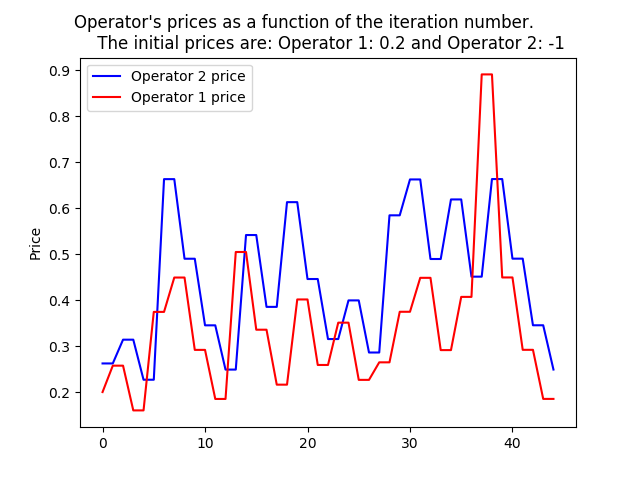 Operator's prices as a function of the iteration number.
The initial prices are: Operator 1: 0.2 and Operator 2: -1
Operator 2 price
Operator 1 price
Price
0.9
0.8
0.7
0.6
0.5
0.4
0.3
0.2
0 10 20 30 40